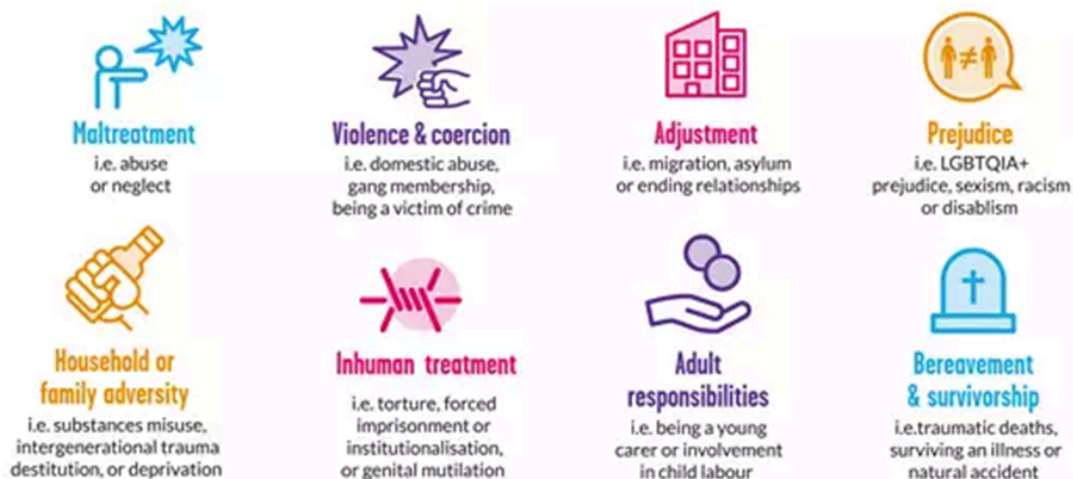 Maltreatment
i.e. abuse
or neglect
Violence & coercion
i.e. domestic abuse,
gang membership,
being a victim of crime
Adjustment
i.e. migration, asylum
or ending relationships
Prejudice
i.e. LGBTQIA+
prejudice, sexism, racism
or disablism
Household or
family adversity
i.e. substances misuse,
intergenerational trauma
destitution, or deprivation
Inhuman treatment
i.e. torture, forced
imprisonment or
institutionalisation,
or genital mutilation
Adult
responsibilities
i.e. being a young
carer or involvement
in child labour
Bereavement
& survivorship
i.e.traumatic deaths,
surviving an illness or
natural accident